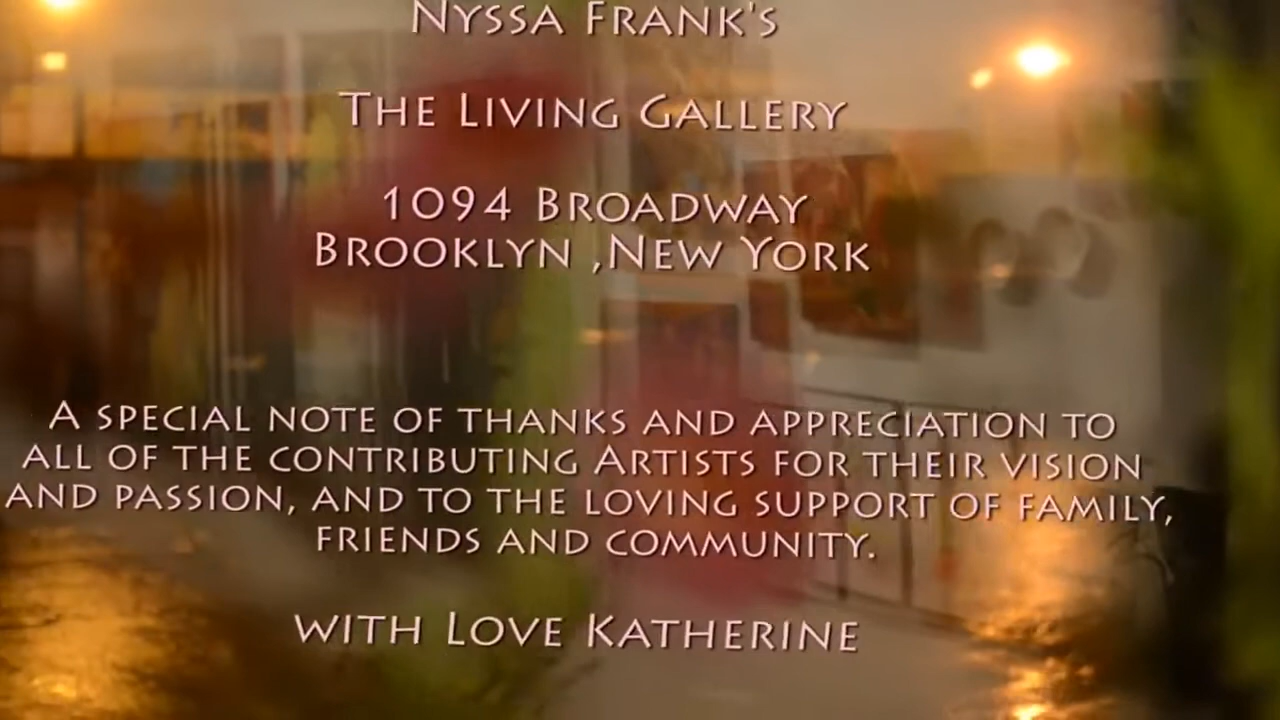 Nyssa Frank's
The Living Gallery
1094 Broadway
Brooklyn ,New York
A special note of thanks and appreciation to
all of the contributing Artists for their vision
and passion, and to the loving support of family,
friends and community.
with Love Katherine